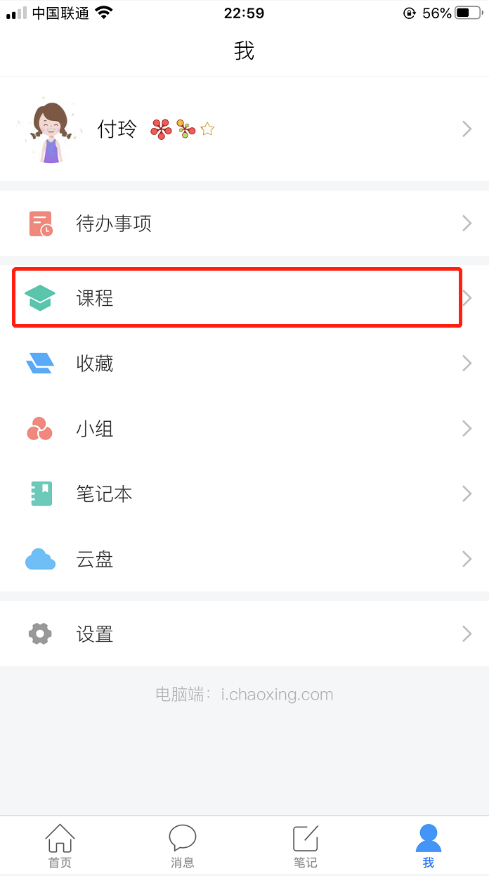 中国联通 22:59 56%
我
付玲
待办事项
课程
收藏
小组
笔记本
云盘
设置
电脑端：i.chaoxing.com
首页 消息 笔记 我